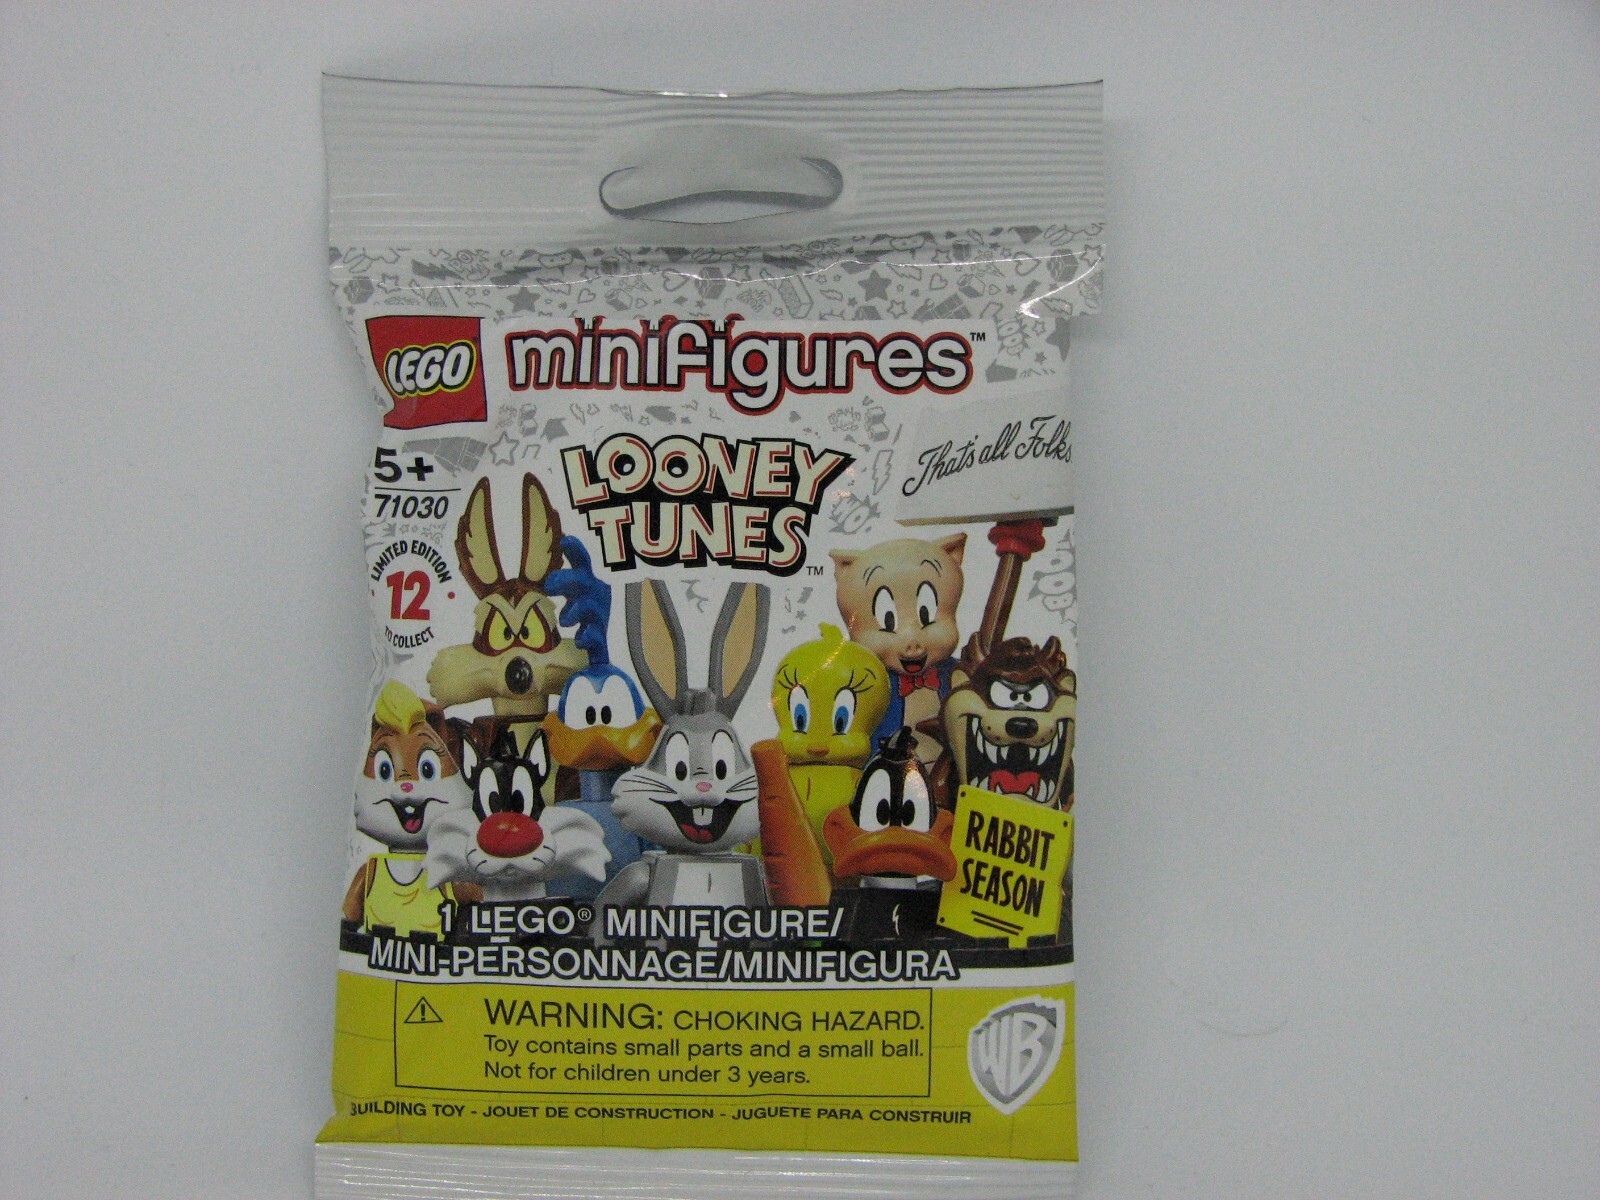 LEGO minifigures™
LOONEY
TUNES™
That's all Folks
5+
71030
LIMITED EDITION
12
TO COLLECT
RABBIT
SEASON
1 LEGO® MINIFIGURE/
MINI-PERSONNAGE/MINIFIGURA
WARNING: CHOKING HAZARD.
Toy contains small parts and a small ball.
Not for children under 3 years.
WB
BUILDING TOY - JOUET DE CONSTRUCTION - JUGUETE PARA CONSTRUIR